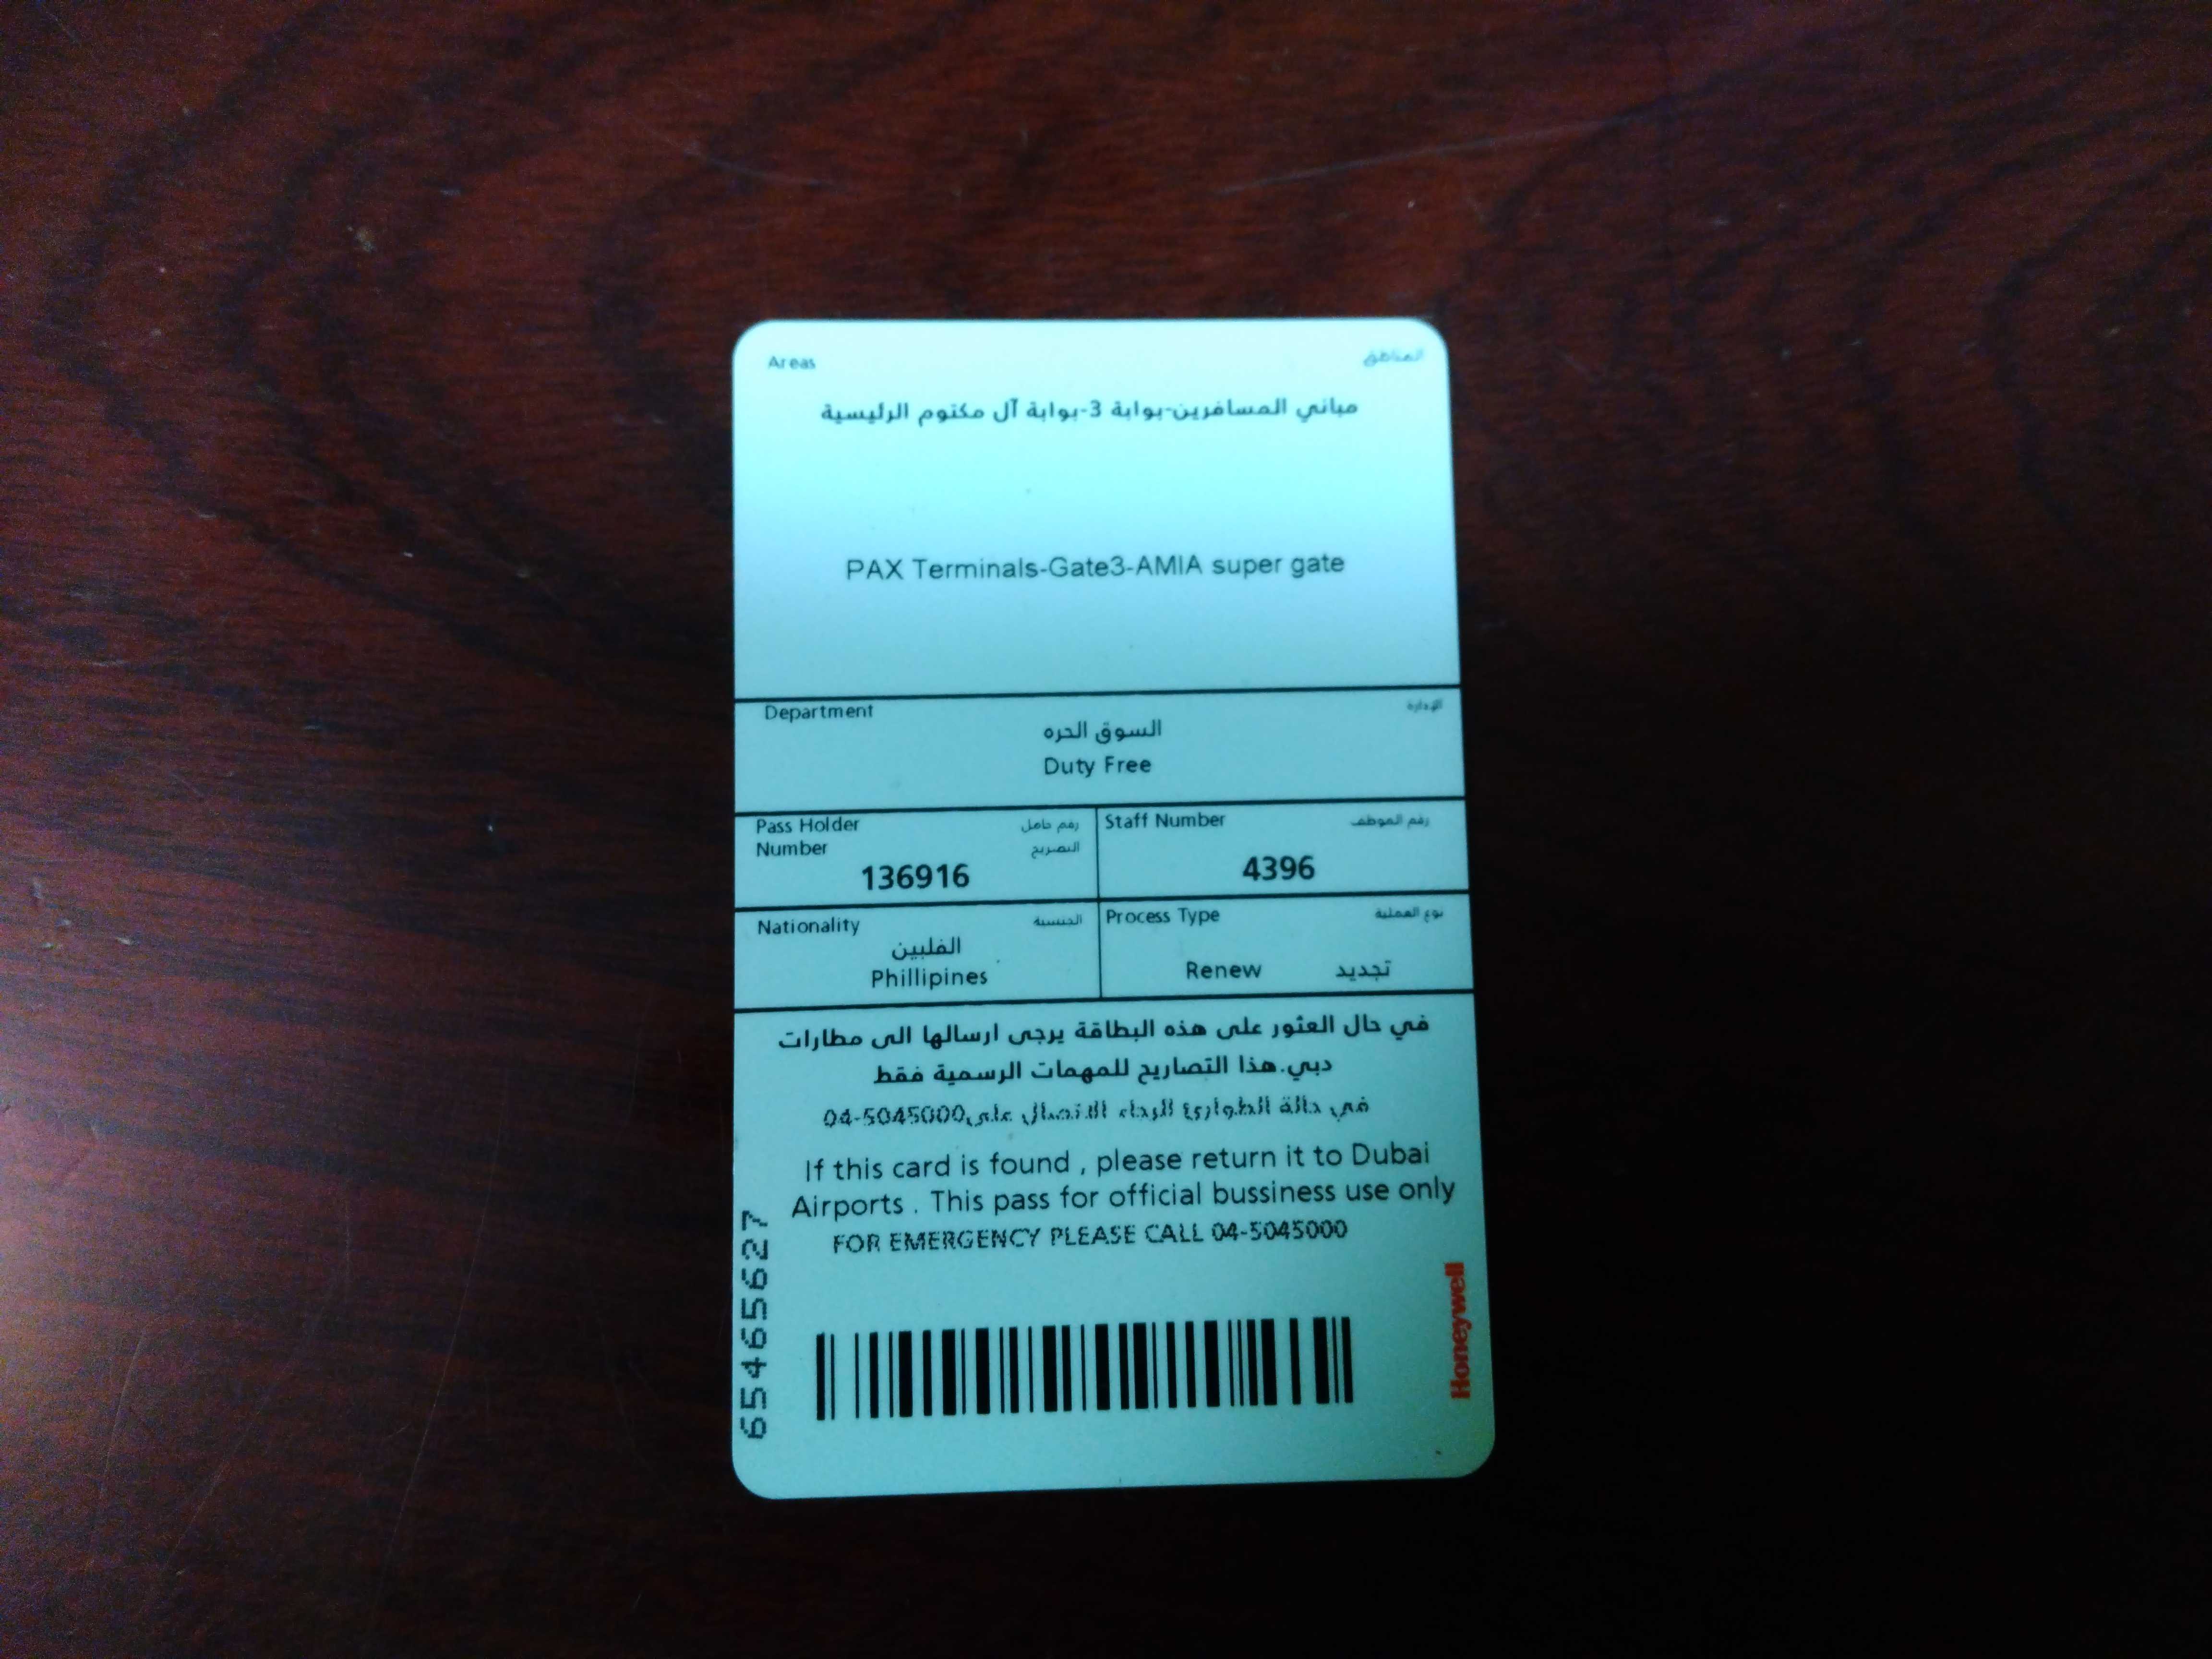 Areas المناطق
مباني المسافرين-بوابة 3-بوابة آل مكتوم الرئيسية
PAX Terminals-Gate3-AMIA super gate
Department الإدارة
السوق الحره
Duty Free
Pass Holder رقم حامل
Number التصريح
136916
Staff Number رقم الموظف
4396
Nationality الجنسية
الفلبين
Phillipines
Process Type نوع العملية
Renew تجديد
في حال العثور على هذه البطاقة يرجى ارسالها الى مطارات
دبي.هذا التصاريح للمهمات الرسمية فقط
في حالة الطوارئ الرجاء الاتصال على04-5045000
If this card is found , please return it to Dubai
Airports . This pass for official bussiness use only
FOR EMERGENCY PLEASE CALL 04-5045000
65465627
Honeywell